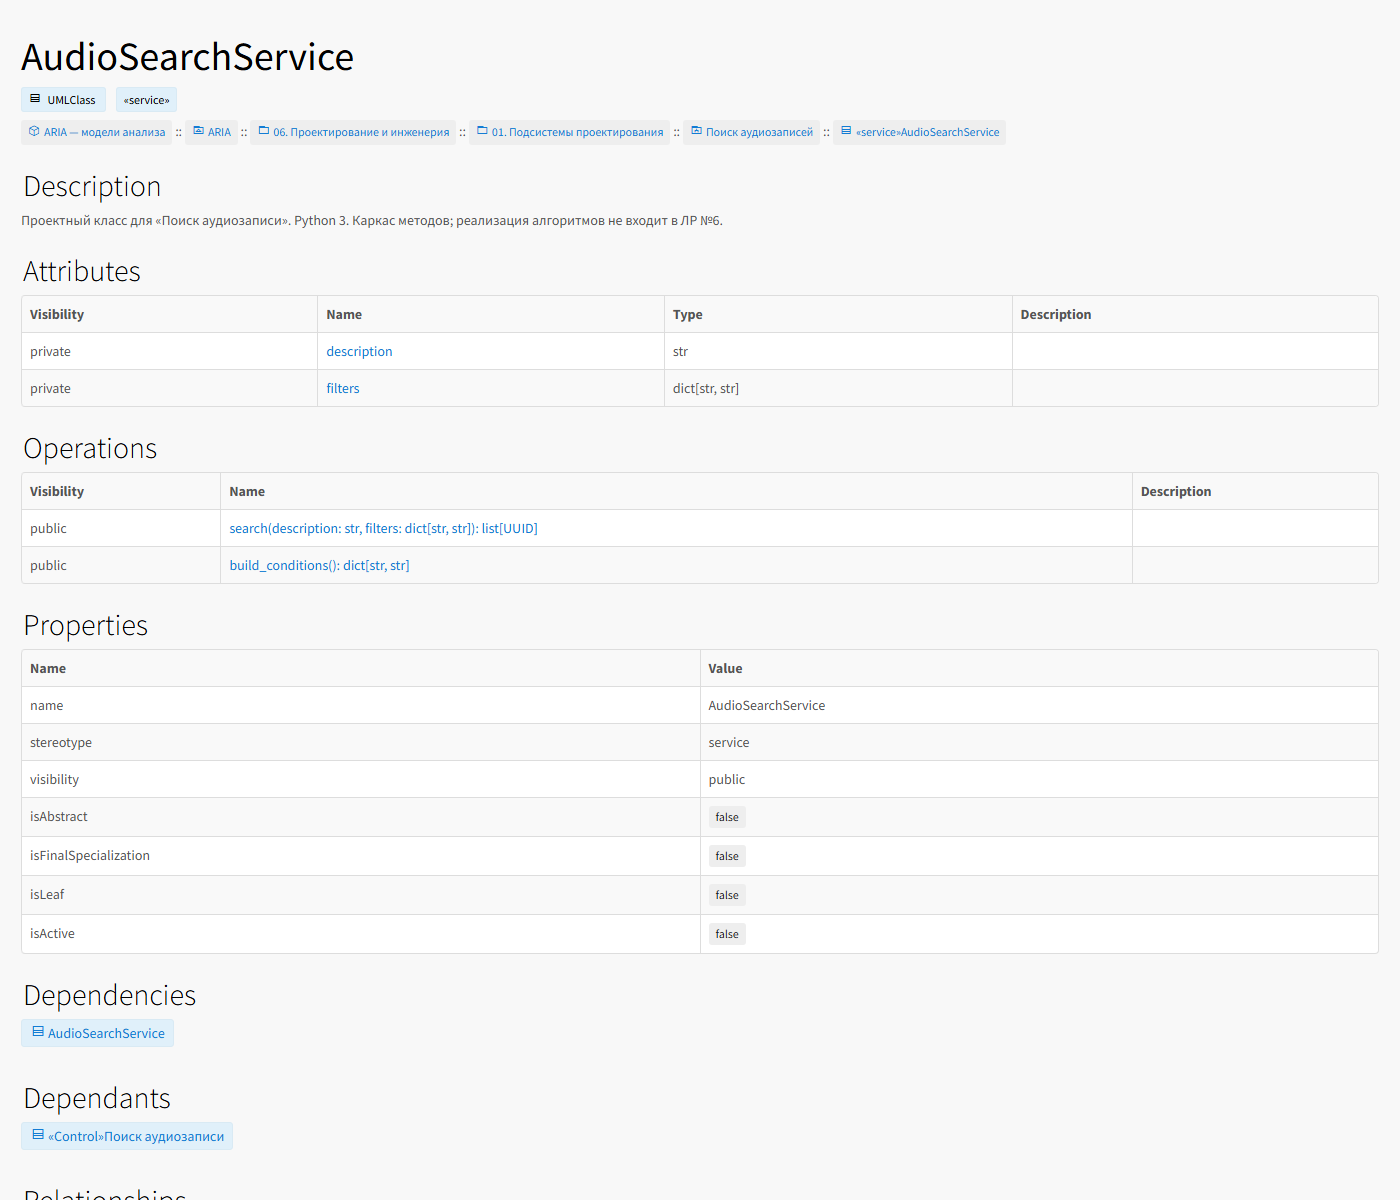 AudioSearchService
UMLClass «service»
ARIA — модели анализа :: ARIA :: 06. Проектирование и инженерия :: 01. Подсистемы проектирования :: Поиск аудиозаписей :: «service»AudioSearchService
Description
Проектный класс для «Поиск аудиозаписи». Python 3. Каркас методов; реализация алгоритмов не входит в ЛР №6.
Attributes
Visibility Name Type Description
private description str
private filters dict[str, str]
Operations
Visibility Name Description
public search(description: str, filters: dict[str, str]): list[UUID]
public build_conditions(): dict[str, str]
Properties
Name Value
name AudioSearchService
stereotype service
visibility public
isAbstract false
isFinalSpecialization false
isLeaf false
isActive false
Dependencies
AudioSearchService
Dependants
«Control»Поиск аудиозаписи
Relationships